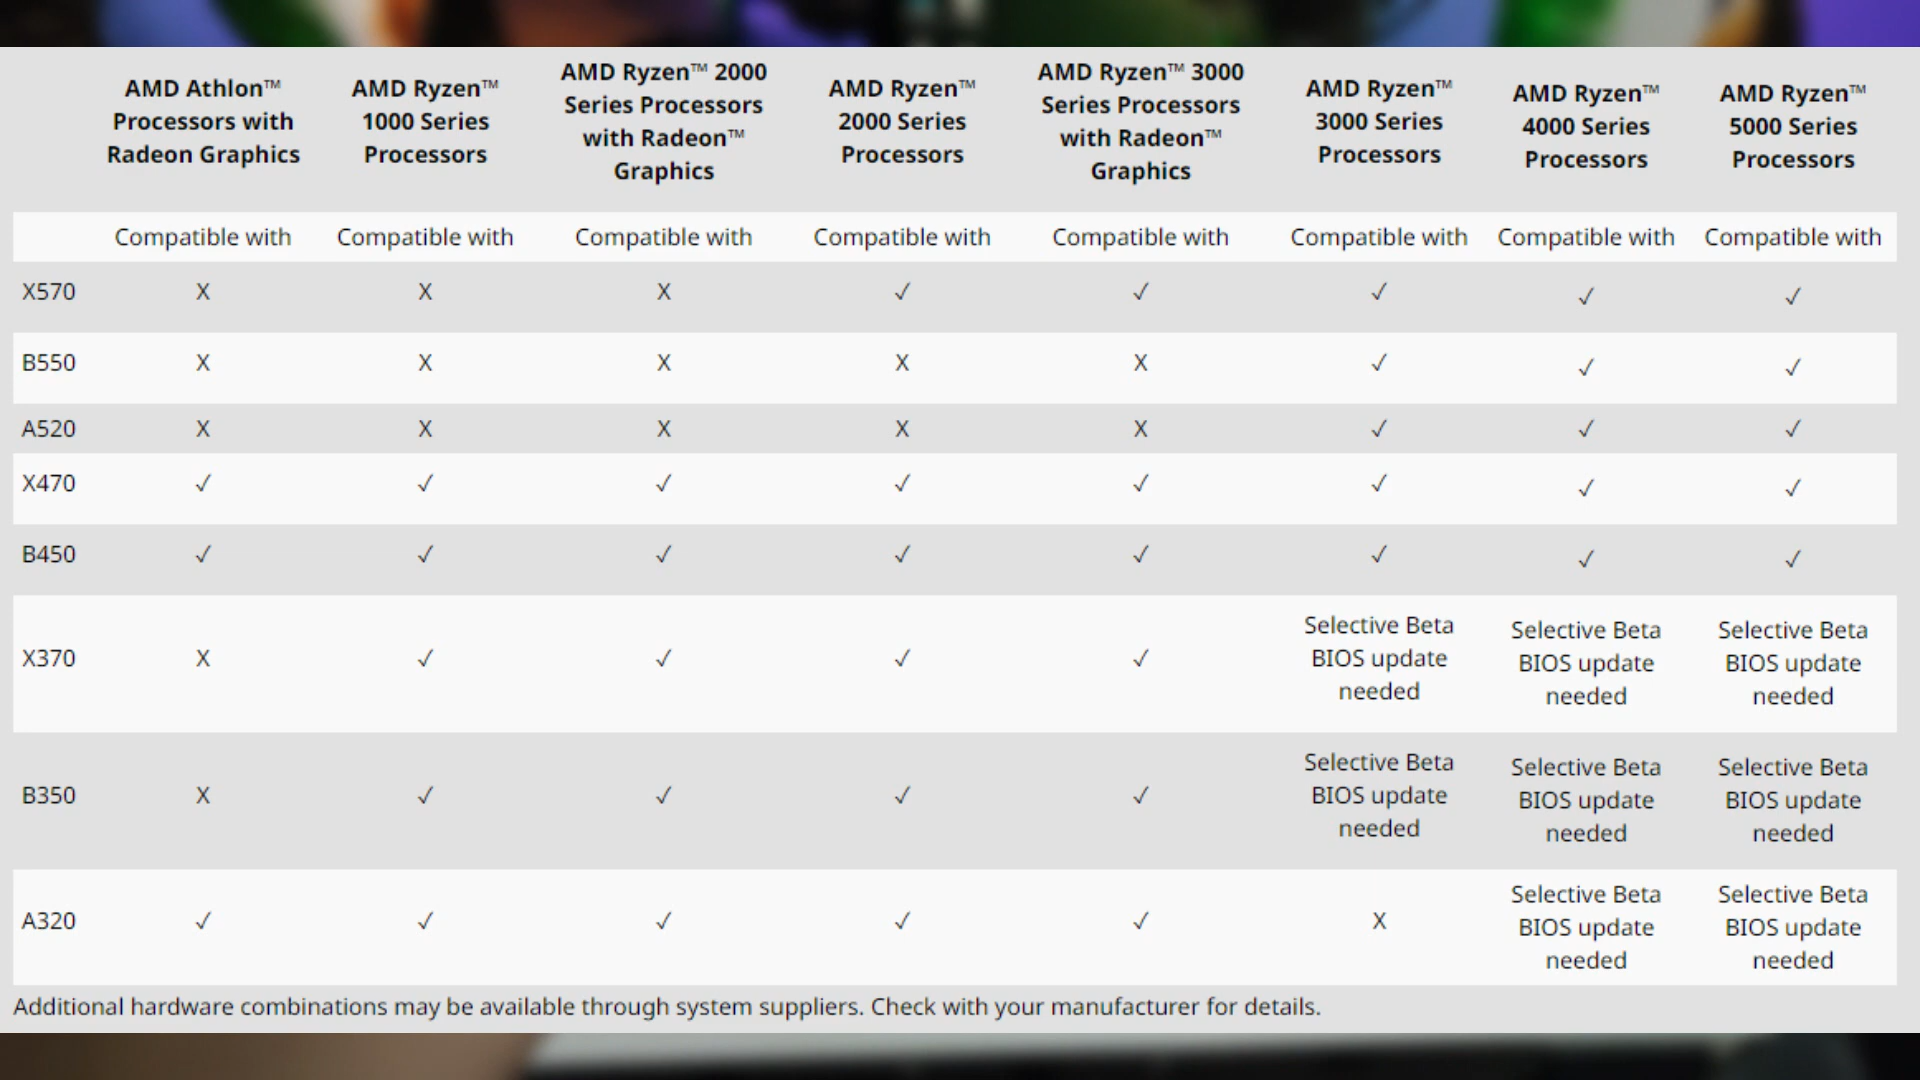 AMD Athlon™ Processors with Radeon Graphics
AMD Ryzen™ 1000 Series Processors
AMD Ryzen™ 2000 Series Processors with Radeon™ Graphics
AMD Ryzen™ 2000 Series Processors
AMD Ryzen™ 3000 Series Processors with Radeon™ Graphics
AMD Ryzen™ 3000 Series Processors
AMD Ryzen™ 4000 Series Processors
AMD Ryzen™ 5000 Series Processors
Compatible with Compatible with Compatible with Compatible with Compatible with Compatible with Compatible with Compatible with
X570 X X X ✓ ✓ ✓ ✓ ✓
B550 X X X X X ✓ ✓ ✓
A520 X X X X X ✓ ✓ ✓
X470 ✓ ✓ ✓ ✓ ✓ ✓ ✓ ✓
B450 ✓ ✓ ✓ ✓ ✓ ✓ ✓ ✓
X370 X ✓ ✓ ✓ ✓ Selective Beta BIOS update needed Selective Beta BIOS update needed Selective Beta BIOS update needed
B350 X ✓ ✓ ✓ ✓ Selective Beta BIOS update needed Selective Beta BIOS update needed Selective Beta BIOS update needed
A320 ✓ ✓ ✓ ✓ ✓ X Selective Beta BIOS update needed Selective Beta BIOS update needed
Additional hardware combinations may be available through system suppliers. Check with your manufacturer for details.